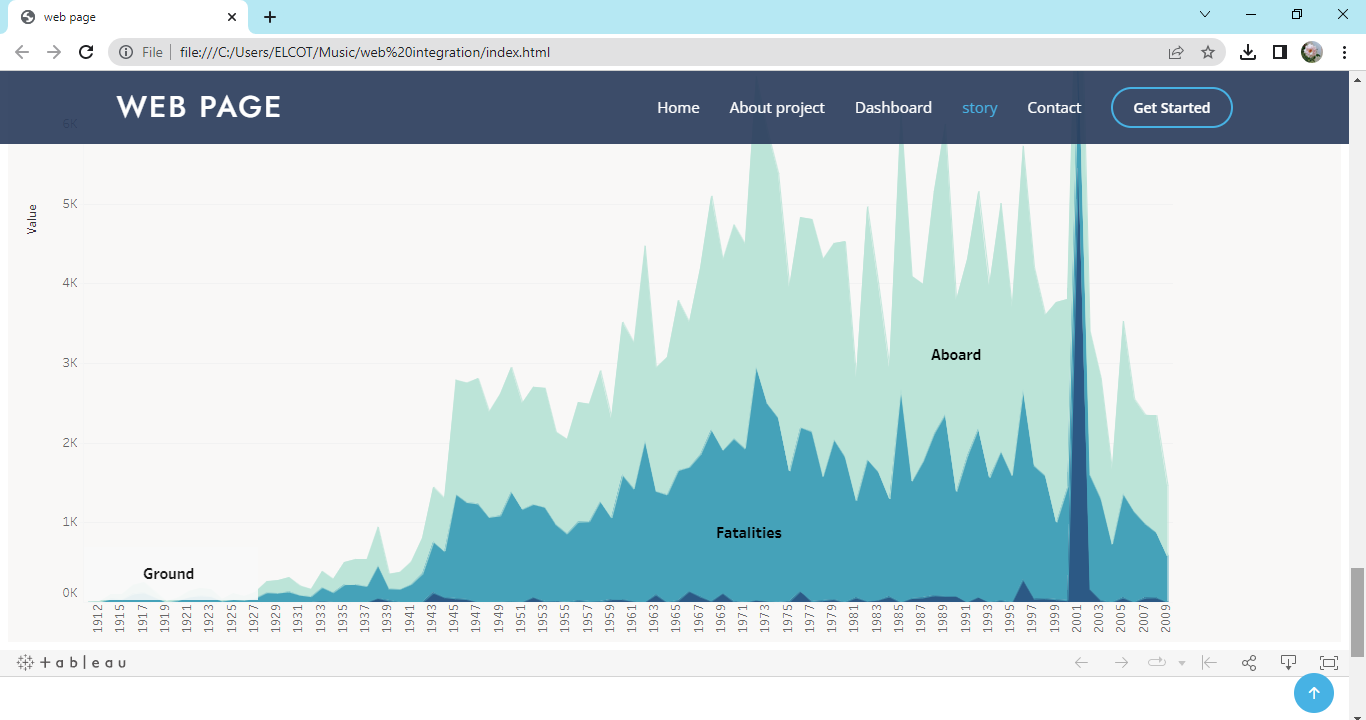 web page
File
file:///C:/Users/ELCOT/Music/web%20integration/index.html
WEB PAGE
Home
About project
Dashboard
story
Contact
Get Started
6K
Value
5K
4K
3K
2K
1K
0K
Aboard
Fatalities
Ground
1912
1915
1917
1919
1921
1923
1925
1927
1929
1931
1933
1935
1937
1939
1941
1943
1945
1947
1949
1951
1953
1955
1957
1959
1961
1963
1965
1967
1969
1971
1973
1975
1977
1979
1981
1983
1985
1987
1989
1991
1993
1995
1997
1999
2001
2003
2005
2007
2009
+ableau